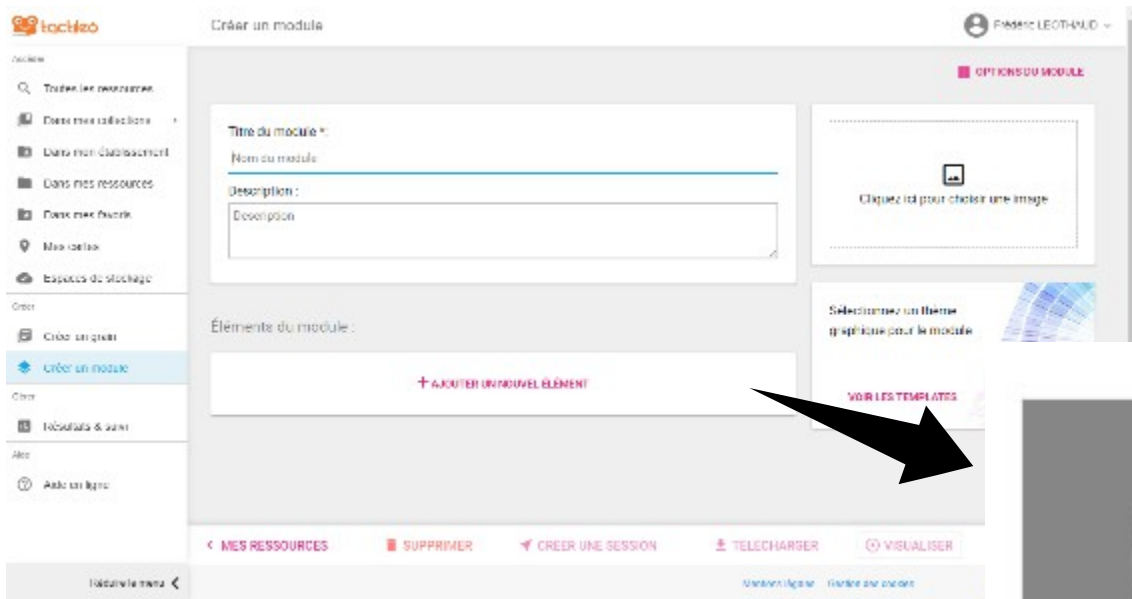 tactileo
Créer un module
Frédéric LEOTHAUD
Accéder
Toutes les ressources
Dans mes collections
Dans mon établissement
Dans mes ressources
Dans mes favoris
Mes cartes
Espaces de stockage
Créer
Créer un grain
Créer un module
Gérer
Résultats & suivi
Aide
Aide en ligne
Réduire le menu
OPTIONS DU MODULE
Titre du module *:
Nom du module
Description :
Description
Cliquez ici pour choisir une image
Éléments du module :
+ AJOUTER UN NOUVEL ÉLÉMENT
Sélectionnez un thème
graphique pour le module
VOIR LES TEMPLATES
< MES RESSOURCES SUPPRIMER CRÉER UNE SESSION TELECHARGER VISUALISER
Mentions légales Gestion des cookies